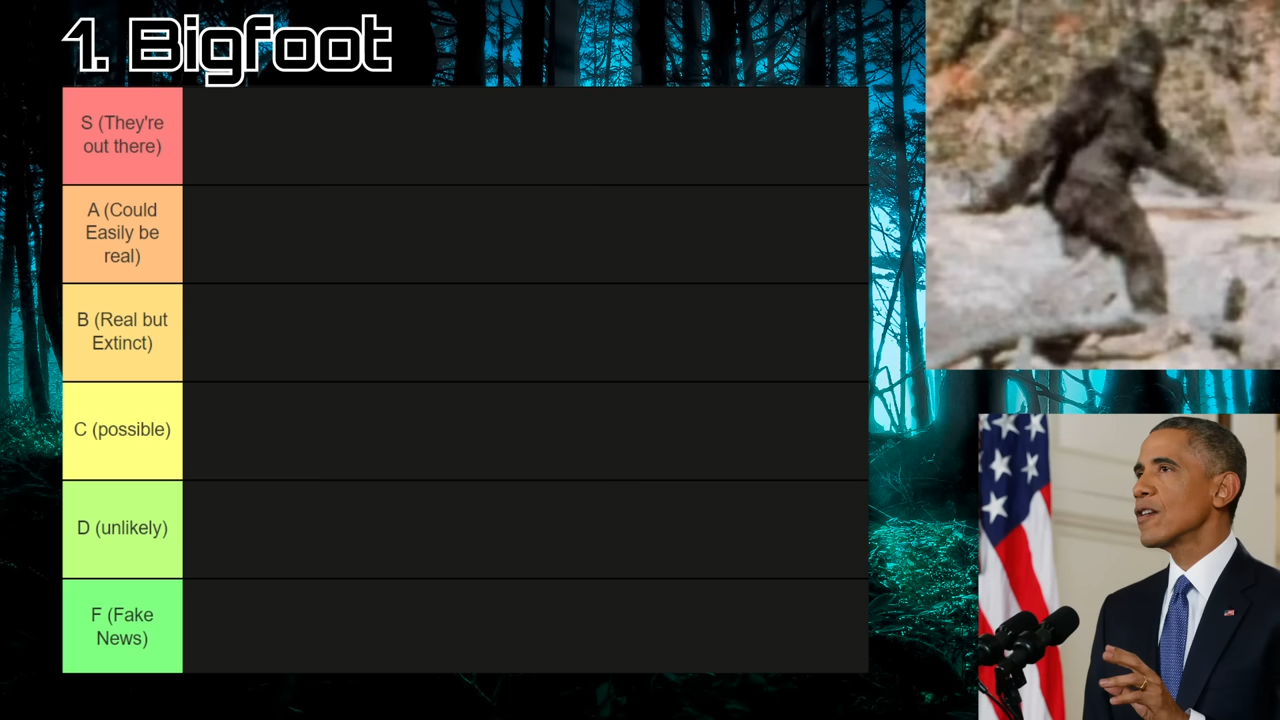 1. Bigfoot
S (They're
out there)
A (Could
Easily be
real)
B (Real but
Extinct)
C (possible)
D (unlikely)
F (Fake
News)